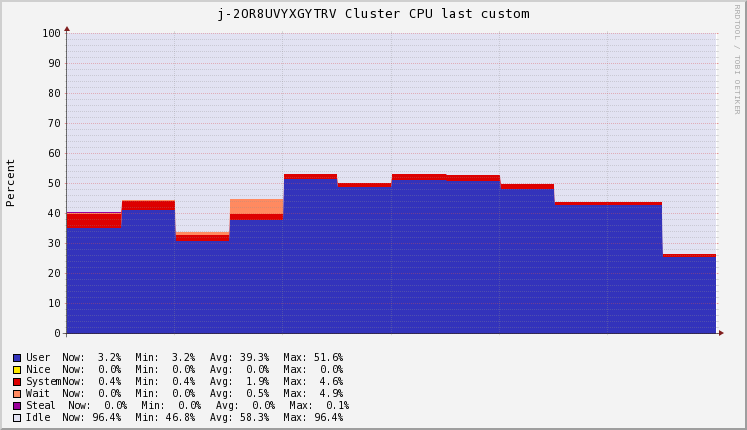 j-2OR8UVYXGYTRV Cluster CPU last custom
RRDTOOL / TOBI OETIKER
Percent
100
90
80
70
60
50
40
30
20
10
0
User Now: 3.2% Min: 3.2% Avg: 39.3% Max: 51.6%
Nice Now: 0.0% Min: 0.0% Avg: 0.0% Max: 0.0%
System Now: 0.4% Min: 0.4% Avg: 1.9% Max: 4.6%
Wait Now: 0.0% Min: 0.0% Avg: 0.5% Max: 4.9%
Steal Now: 0.0% Min: 0.0% Avg: 0.0% Max: 0.1%
Idle Now: 96.4% Min: 46.8% Avg: 58.3% Max: 96.4%